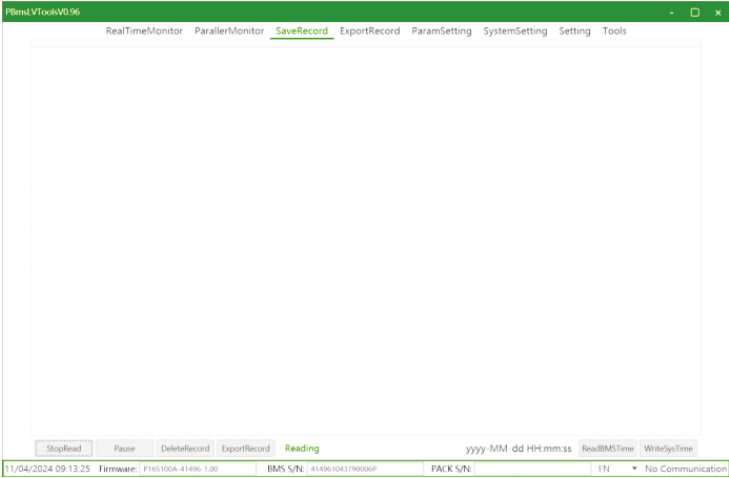 PBmsLVToolsV0.96
RealTimeMonitor ParallerMonitor SaveRecord ExportRecord ParamSetting SystemSetting Setting Tools
StopRead Pause DeleteRecord ExportRecord Reading yyyy-MM-dd HH:mm:ss ReadBMSTime WriteSysTime
11/04/2024 09:13:25 Firmware: P16S100A-41496-1.00 BMS S/N: 414961043790006P PACK S/N: EN No Communication